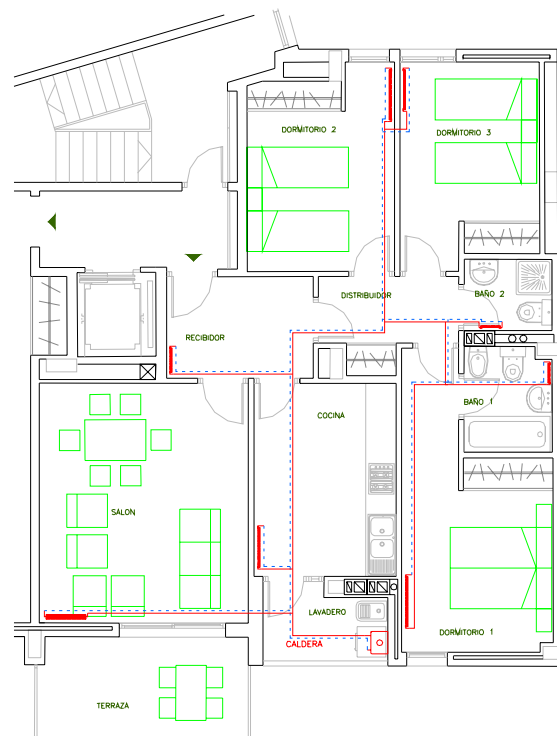 DORMITORIO 2
DORMITORIO 3
DISTRIBUIDOR
BAÑO 2
RECIBIDOR
BAÑO 1
COCINA
SALON
LAVADERO
DORMITORIO 1
CALDERA
TERRAZA